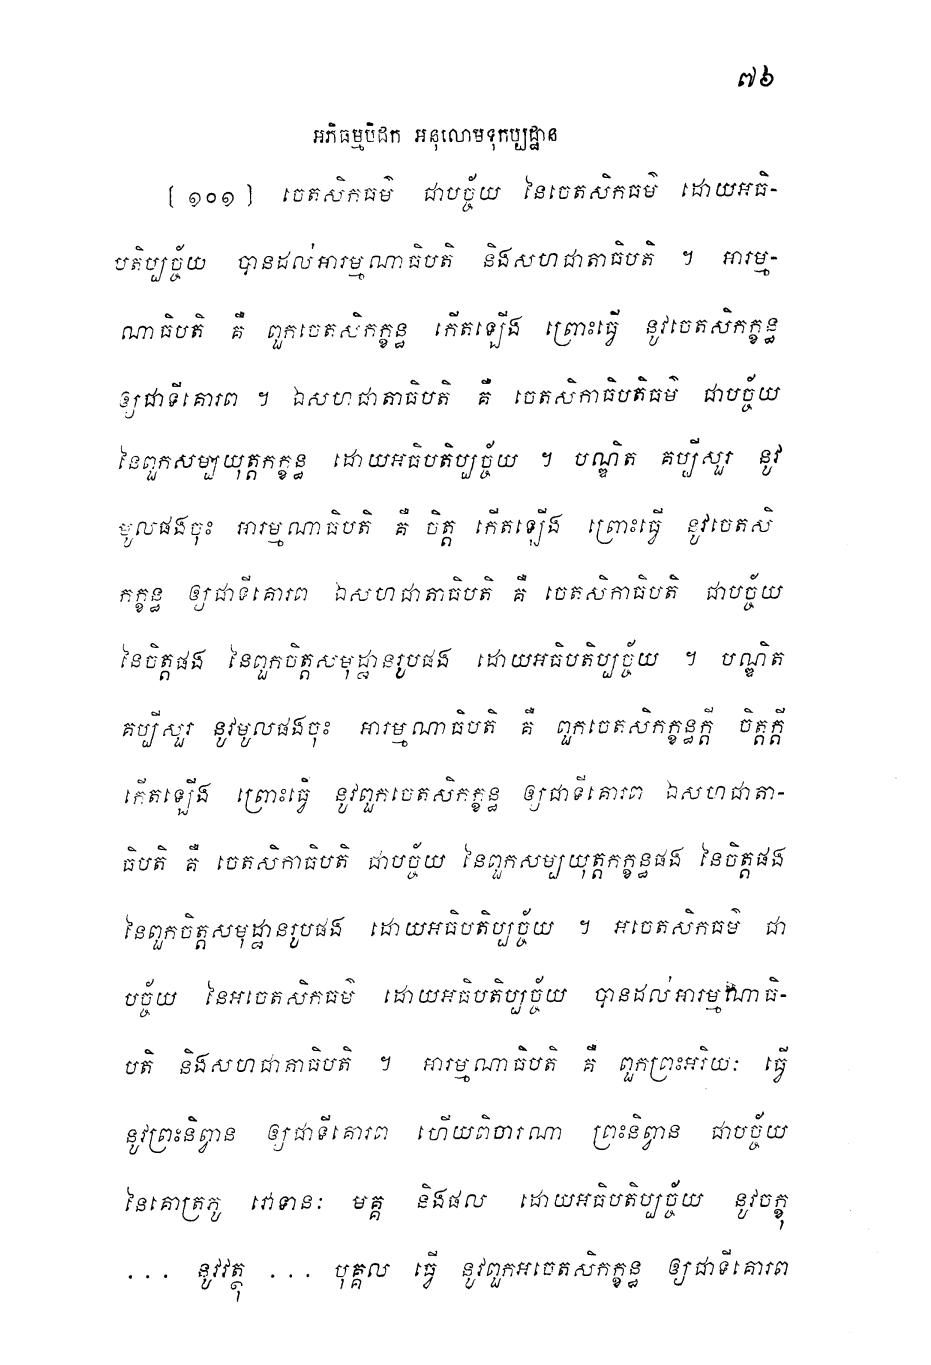 ៧៦
អភិធម្មបិដក អនុលោមទុកប្បដ្ឋាន
[១០១] ចេតសិកធម៌ ជាបច្ច័យ នៃចេតសិកធម៌ ដោយអធិ-
បតិប្បច្ច័យ បានដល់អារម្មណាធិបតិ និងសហជាតាធិបតិ ។ អារម្ម-
ណាធិបតិ គឺ ពួកចេតសិកក្ខន្ធ កើតឡើង ព្រោះធ្វើ នូវចេតសិកក្ខន្ធ
ឲ្យជាទីគោរព ។ ឯសហជាតាធិបតិ គឺ ចេតសិកាធិបតិធម៌ ជាបច្ច័យ
នៃពួកសម្បយុត្តកក្ខន្ធ ដោយអធិបតិប្បច្ច័យ ។ បណ្ឌិត គប្បីសួរ នូវ
មូលផងចុះ អារម្មណាធិបតិ គឺ ចិត្ត កើតឡើង ព្រោះធ្វើ នូវចេតសិ
កក្ខន្ធ ឲ្យជាទីគោរព ឯសហជាតាធិបតិ គឺ ចេតសិកាធិបតិ ជាបច្ច័យ
នៃចិត្តផង នៃពួកចិត្តសមុដ្ឋានរូបផង ដោយអធិបតិប្បច្ច័យ ។ បណ្ឌិត
គប្បីសួរ នូវមូលផងចុះ អារម្មណាធិបតិ គឺ ពួកចេតសិកក្ខន្ធក្តី ចិត្តក្តី
កើតឡើង ព្រោះធ្វើ នូវពួកចេតសិកក្ខន្ធ ឲ្យជាទីគោរព ឯសហជាតា-
ធិបតិ គឺ ចេតសិកាធិបតិ ជាបច្ច័យ នៃពួកសម្បយុត្តកក្ខន្ធផង នៃចិត្តផង
នៃពួកចិត្តសមុដ្ឋានរូបផង ដោយអធិបតិប្បច្ច័យ ។ អចេតសិកធម៌ ជា
បច្ច័យ នៃអចេតសិកធម៌ ដោយអធិបតិប្បច្ច័យ បានដល់អារម្មណាធិ-
បតិ និងសហជាតាធិបតិ ។ អារម្មណាធិបតិ គឺ ពួកព្រះអរិយៈ ធ្វើ
នូវព្រះនិព្វាន ឲ្យជាទីគោរព ហើយពិចារណា ព្រះនិព្វាន ជាបច្ច័យ
នៃគោត្រភូ វោទានៈ មគ្គ និងផល ដោយអធិបតិប្បច្ច័យ នូវចក្ខុ
... នូវវត្ថុ ... បុគ្គល ធ្វើ នូវពួកអចេតសិកក្ខន្ធ ឲ្យជាទីគោរព